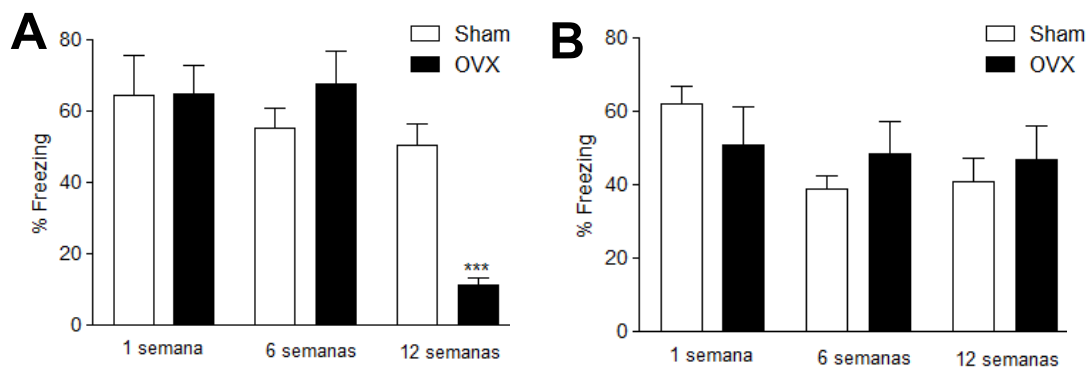 A
Sham
OVX
% Freezing
80
60
40
20
0
***
1 semana
6 semanas
12 semanas
B
Sham
OVX
% Freezing
80
60
40
20
0
1 semana
6 semanas
12 semanas